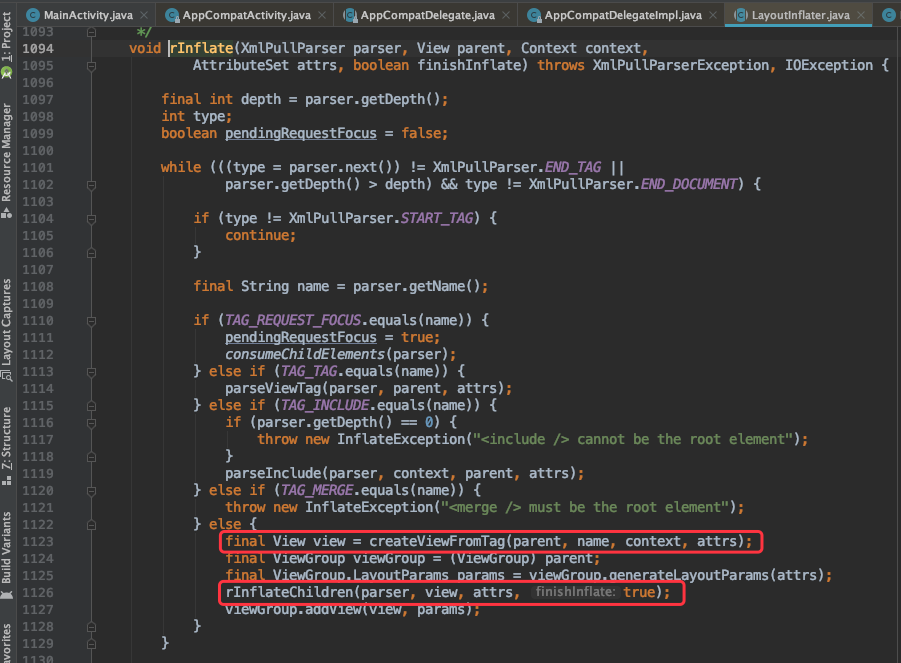 MainActivity.java
AppCompatActivity.java
AppCompatDelegate.java
AppCompatDelegateImpl.java
LayoutInflater.java
1: Project
Resource Manager
Layout Captures
Z: Structure
Build Variants
avorites
1093 */
1094 void rInflate(XmlPullParser parser, View parent, Context context,
1095 AttributeSet attrs, boolean finishInflate) throws XmlPullParserException, IOException {
1096
1097 final int depth = parser.getDepth();
1098 int type;
1099 boolean pendingRequestFocus = false;
1100
1101 while (((type = parser.next()) != XmlPullParser.END_TAG ||
1102 parser.getDepth() > depth) && type != XmlPullParser.END_DOCUMENT) {
1103
1104 if (type != XmlPullParser.START_TAG) {
1105 continue;
1106 }
1107
1108 final String name = parser.getName();
1109
1110 if (TAG_REQUEST_FOCUS.equals(name)) {
1111 pendingRequestFocus = true;
1112 consumeChildElements(parser);
1113 } else if (TAG_TAG.equals(name)) {
1114 parseViewTag(parser, parent, attrs);
1115 } else if (TAG_INCLUDE.equals(name)) {
1116 if (parser.getDepth() == 0) {
1117 throw new InflateException("<include /> cannot be the root element");
1118 }
1119 parseInclude(parser, context, parent, attrs);
1120 } else if (TAG_MERGE.equals(name)) {
1121 throw new InflateException("<merge /> must be the root element");
1122 } else {
1123 final View view = createViewFromTag(parent, name, context, attrs);
1124 final ViewGroup viewGroup = (ViewGroup) parent;
1125 final ViewGroup.LayoutParams params = viewGroup.generateLayoutParams(attrs);
1126 rInflateChildren(parser, view, attrs, finishInflate: true);
1127 viewGroup.addView(view, params);
1128 }
1129 }
1130